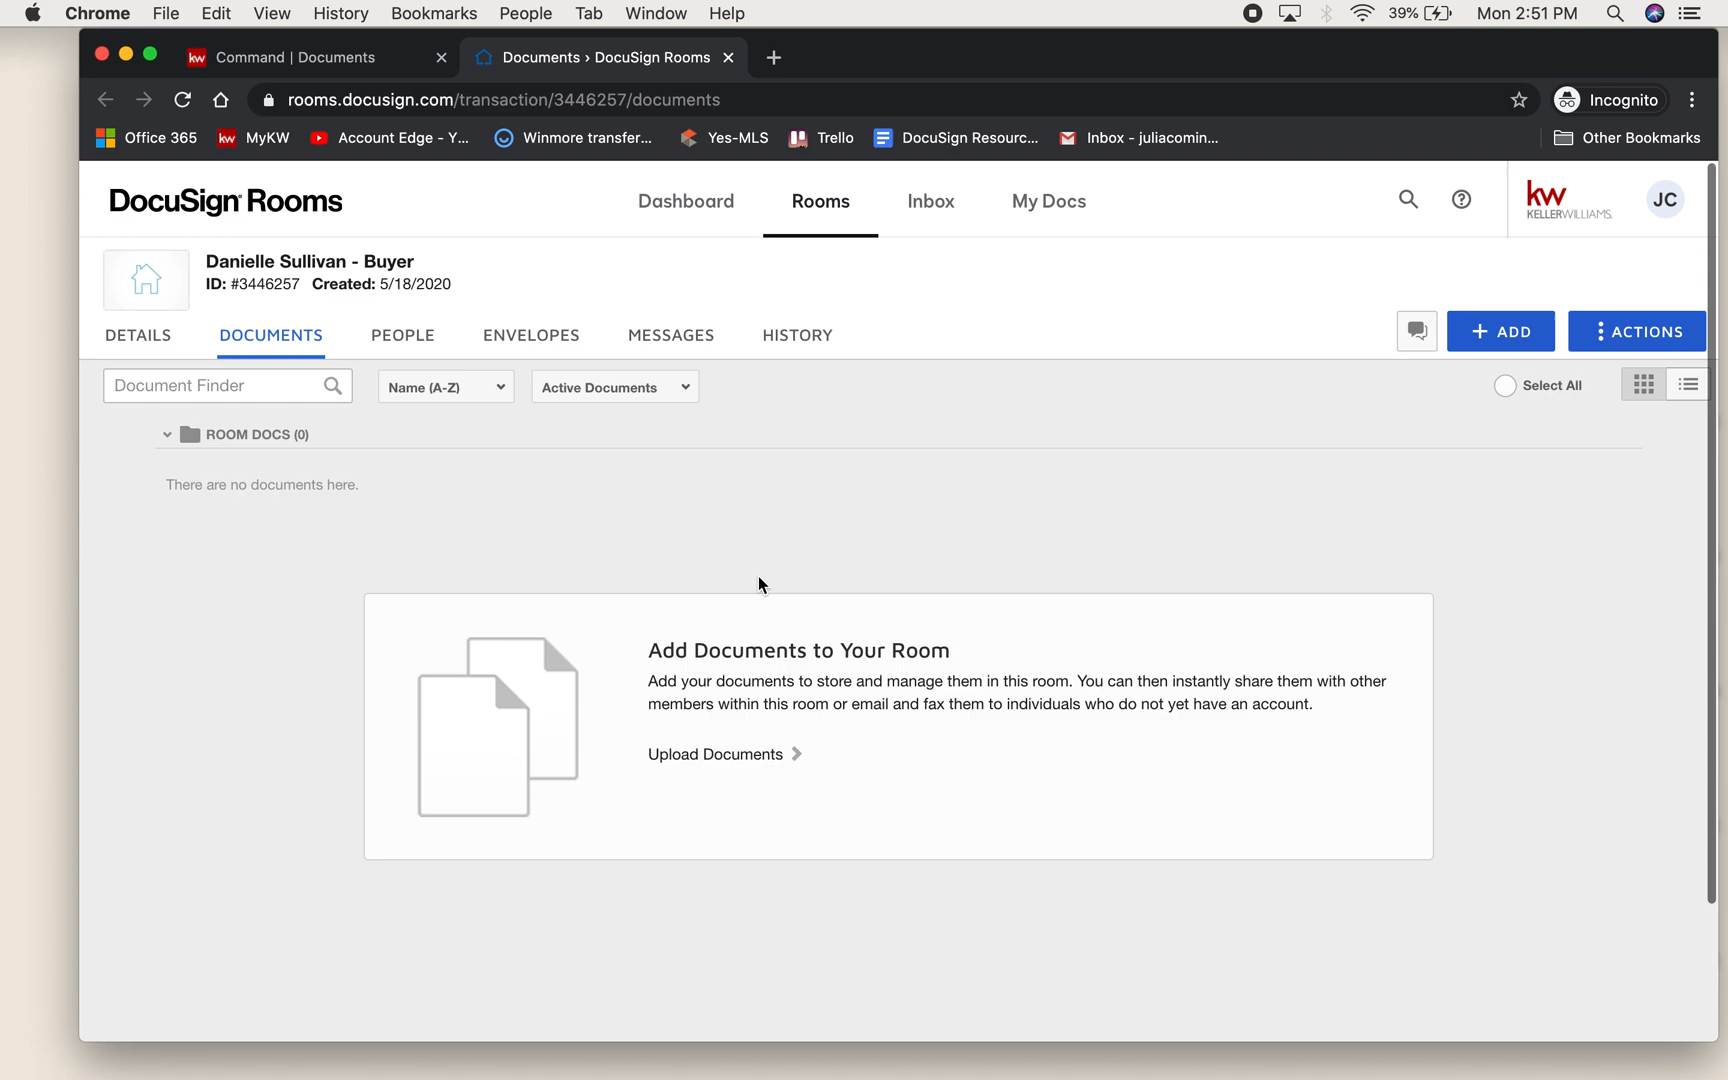 Chrome File Edit View History Bookmarks People Tab Window Help 39% Mon 2:51 PM
kw Command | Documents Documents › DocuSign Rooms
rooms.docusign.com/transaction/3446257/documents Incognito
Office 365 kw MyKW Account Edge - Y... Winmore transfer... Yes-MLS Trello DocuSign Resourc... Inbox - juliacomin... Other Bookmarks
DocuSign Rooms Dashboard Rooms Inbox My Docs kw KELLERWILLIAMS. JC
Danielle Sullivan - Buyer
ID: #3446257 Created: 5/18/2020
DETAILS DOCUMENTS PEOPLE ENVELOPES MESSAGES HISTORY + ADD ACTIONS
Document Finder Name (A-Z) Active Documents Select All
ROOM DOCS (0)
There are no documents here.
Add Documents to Your Room
Add your documents to store and manage them in this room. You can then instantly share them with other
members within this room or email and fax them to individuals who do not yet have an account.
Upload Documents